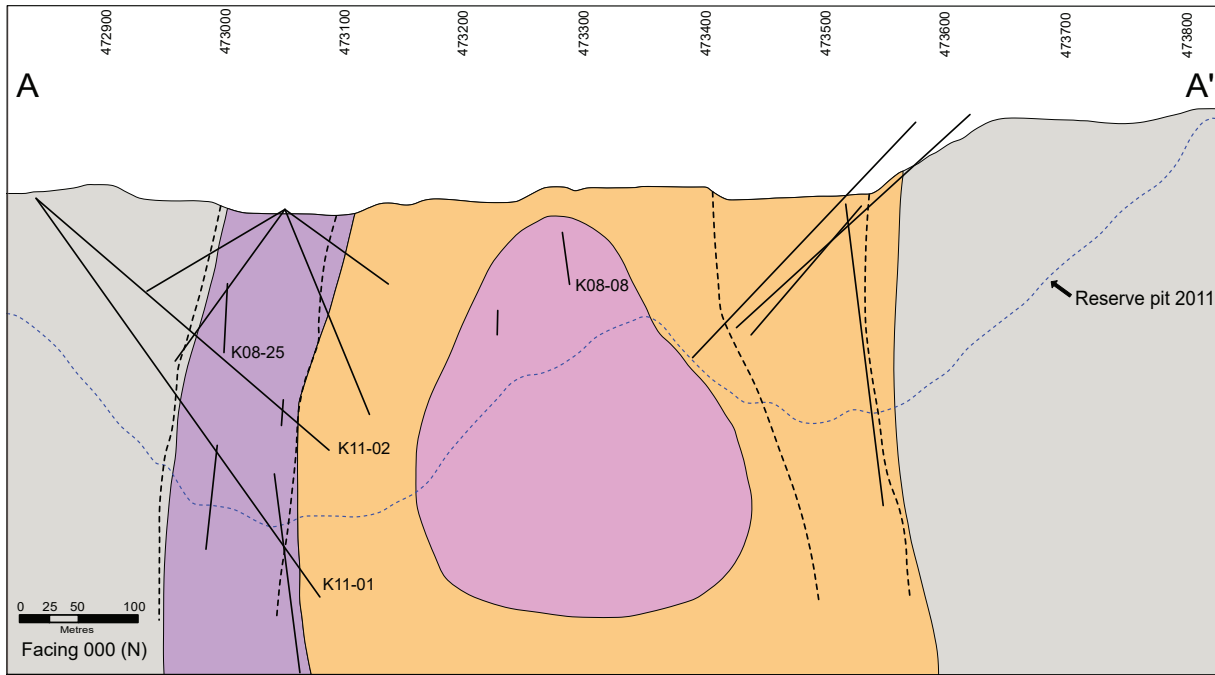 472900
473000
473100
473200
473300
473400
473500
473600
473700
473800
A
A'
K08-08
Reserve pit 2011
K08-25
K11-02
K11-01
0 25 50 100
Metres
Facing 000 (N)